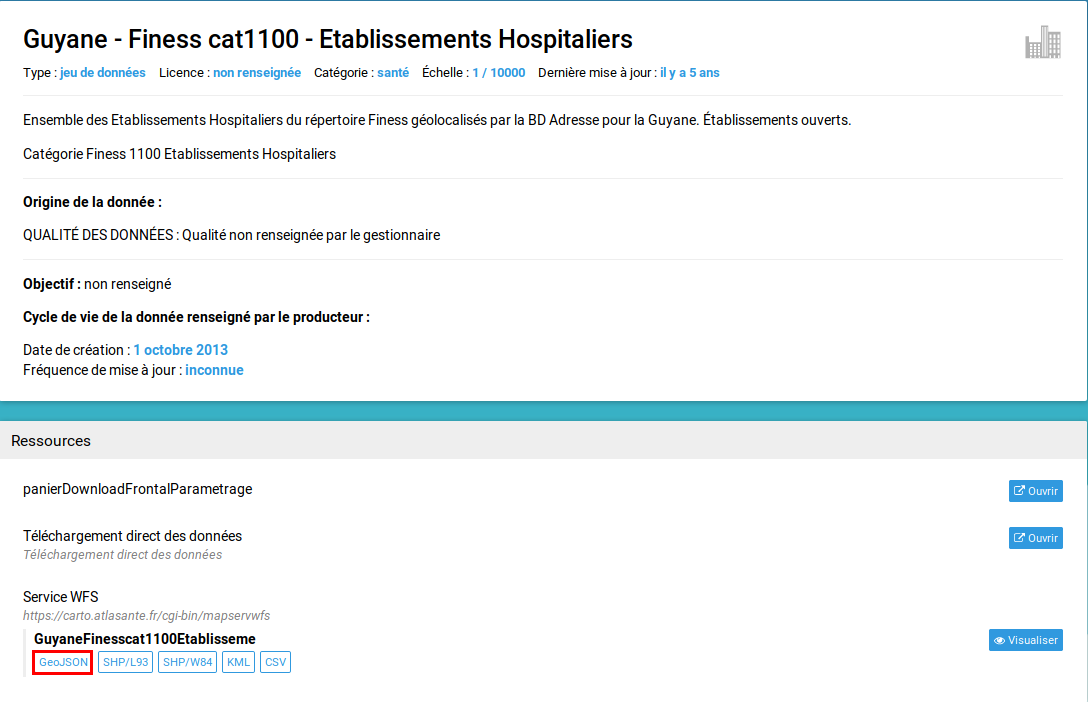 Guyane - Finess cat1100 - Etablissements Hospitaliers
Type : jeu de données Licence : non renseignée Catégorie : santé Échelle : 1 / 10000 Dernière mise à jour : il y a 5 ans
Ensemble des Etablissements Hospitaliers du répertoire Finess géolocalisés par la BD Adresse pour la Guyane. Établissements ouverts.
Catégorie Finess 1100 Etablissements Hospitaliers
Origine de la donnée :
QUALITÉ DES DONNÉES : Qualité non renseignée par le gestionnaire
Objectif : non renseigné
Cycle de vie de la donnée renseigné par le producteur :
Date de création : 1 octobre 2013
Fréquence de mise à jour : inconnue
Ressources
panierDownloadFrontalParametrage
Ouvrir
Téléchargement direct des données
Ouvrir
Téléchargement direct des données
Service WFS
https://carto.atlasante.fr/cgi-bin/mapservwfs
GuyaneFinesscat1100Etablisseme
Visualiser
GeoJSON SHP/L93 SHP/W84 KML CSV